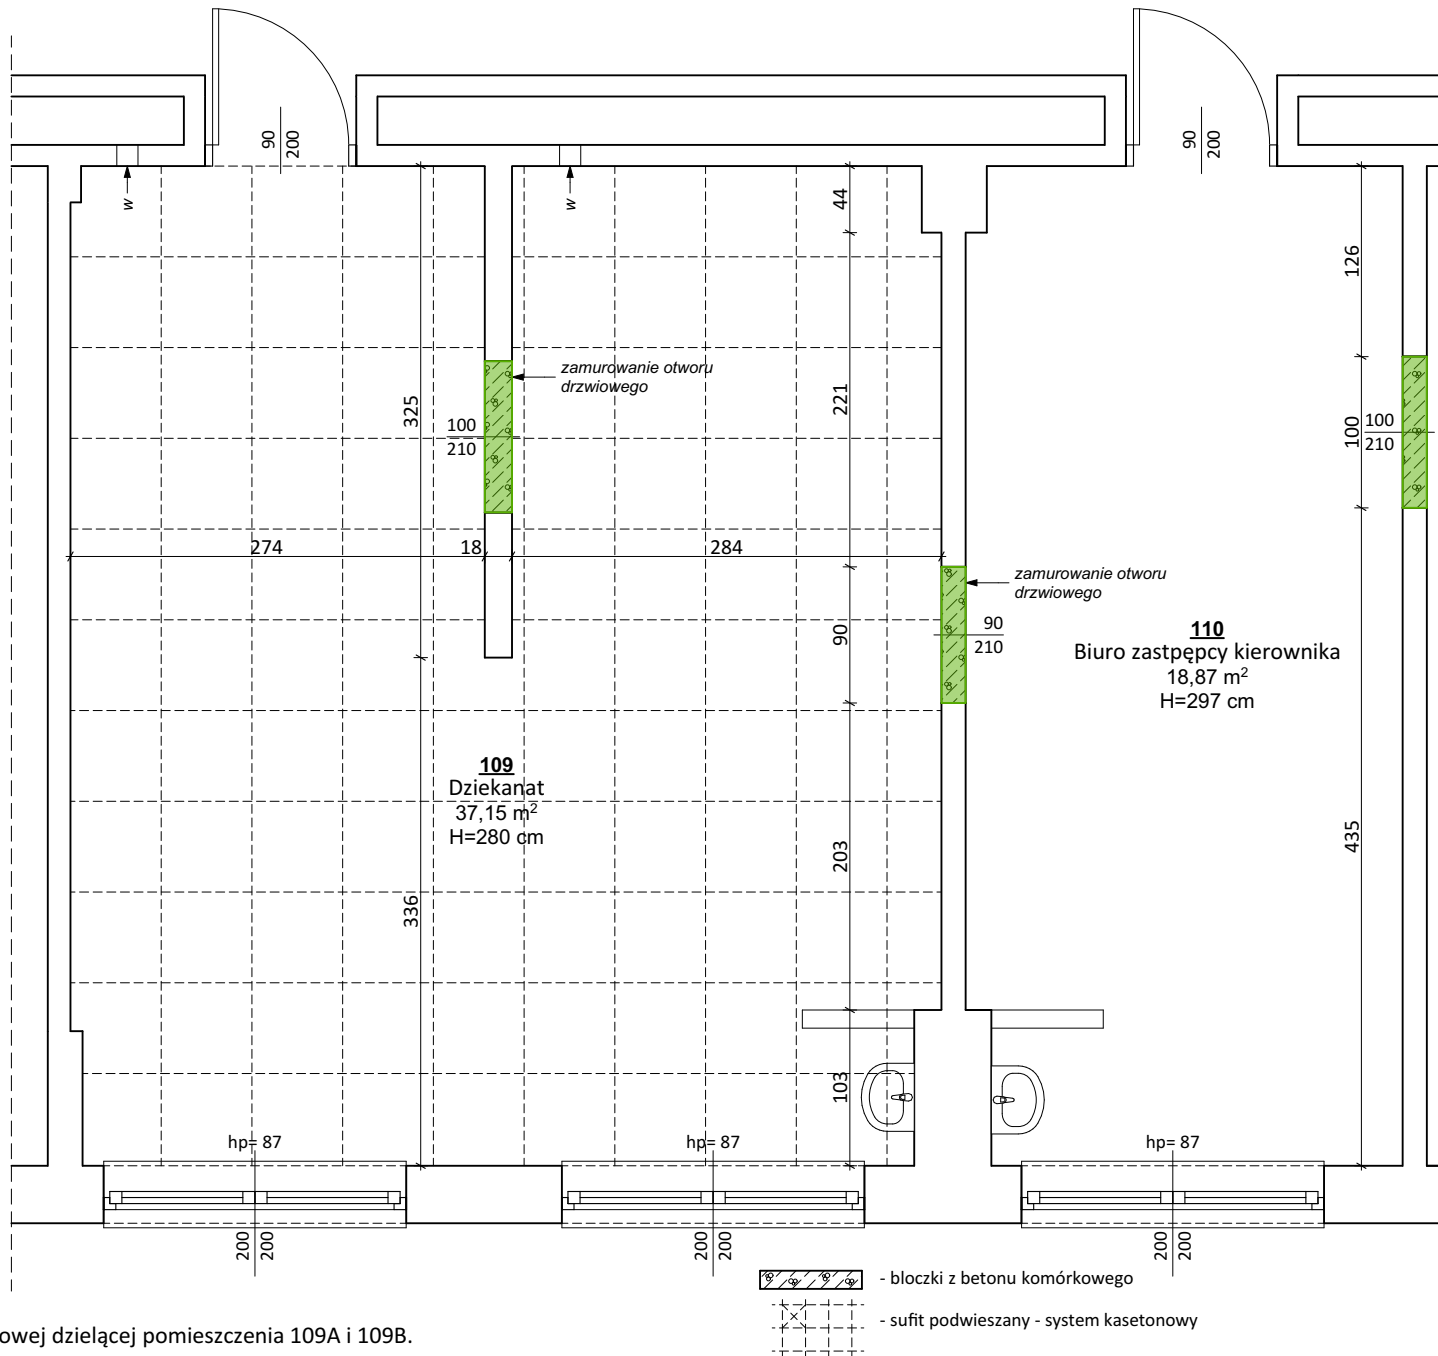 90
200
90
200
w
w
44
126
zamurowanie otworu
drzwiowego
325
100
210
221
100
100
210
274
18
284
zamurowanie otworu
drzwiowego
90
90
210
110
Biuro zastępcy kierownika
18,87 m²
H=297 cm
109
Dziekanat
37,15 m²
H=280 cm
203
435
336
103
hp= 87
hp= 87
hp= 87
200
200
200
200
200
200
- bloczki z betonu komórkowego
- sufit podwieszany - system kasetonowy
owej dzielącej pomieszczenia 109A i 109B.